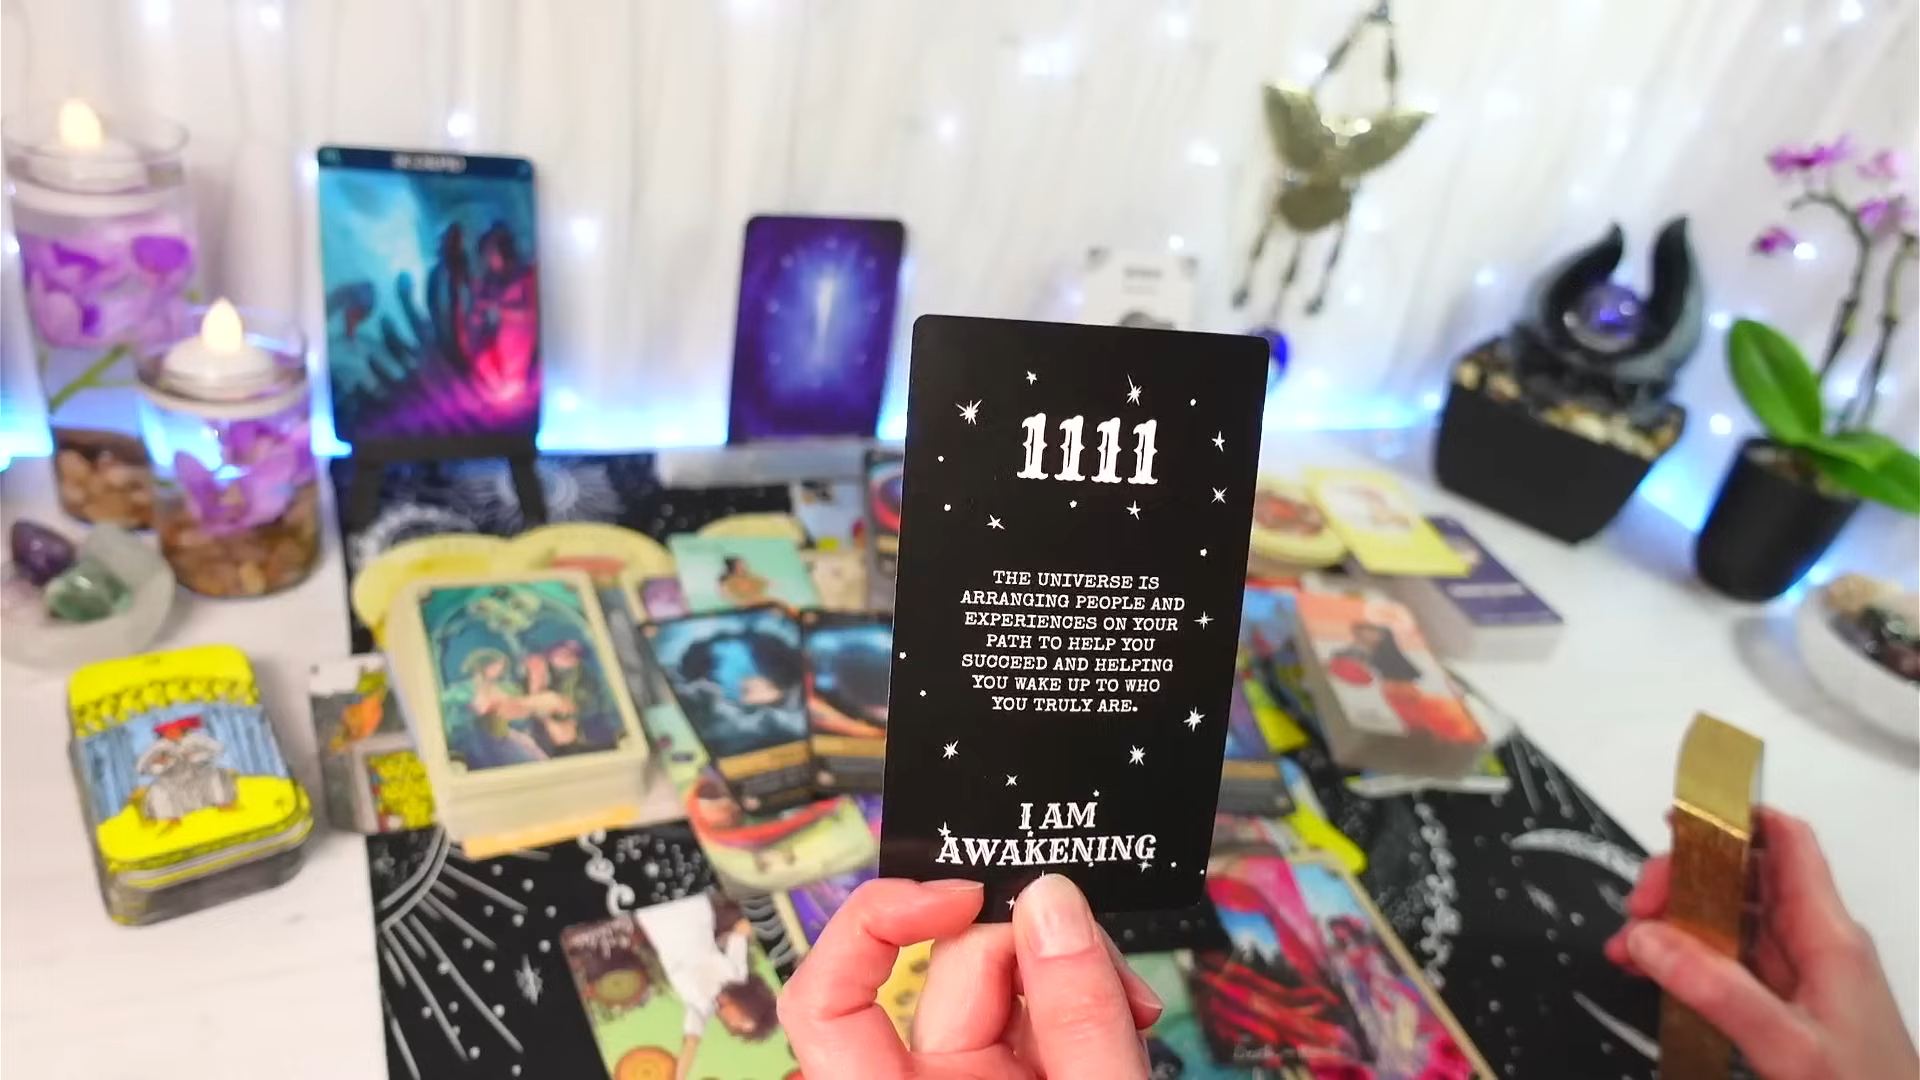 SCORPIO
1111
THE UNIVERSE IS
ARRANGING PEOPLE AND
EXPERIENCES ON YOUR
PATH TO HELP YOU
SUCCEED AND HELPING
YOU WAKE UP TO WHO
YOU TRULY ARE.
I AM
AWAKENING